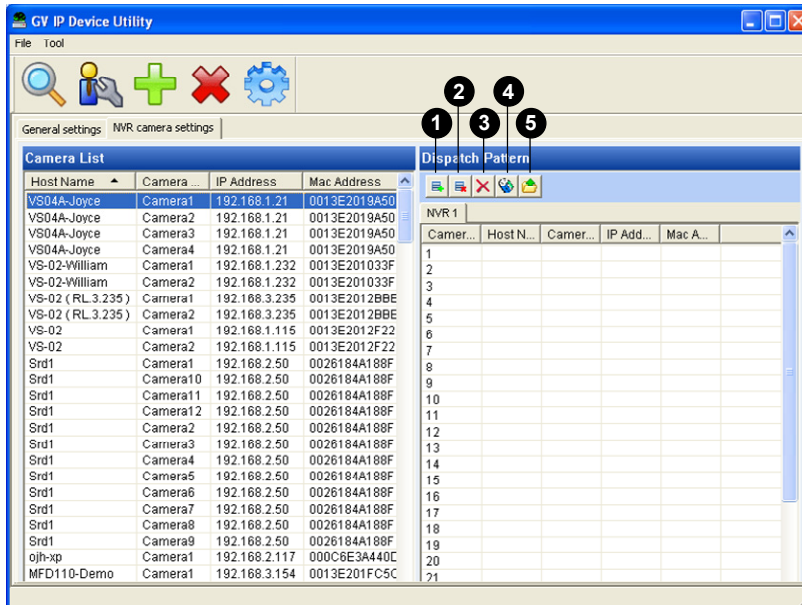 GV IP Device Utility
File Tool
1 2 3 4 5
General settings NVR camera settings
Camera List
Host Name Camera ... IP Address Mac Address
VS04A-Joyce Camera1 192.168.1.21 0013E2019A50
VS04A-Joyce Camera2 192.168.1.21 0013E2019A50
VS04A-Joyce Camera3 192.168.1.21 0013E2019A50
VS04A-Joyce Camera4 192.168.1.21 0013E2019A50
VS-02-William Camera1 192.168.1.232 0013E201033F
VS-02-William Camera2 192.168.1.232 0013E201033F
VS-02 ( RL.3.235) Camera1 192.168.3.235 0013E2012BBE
VS-02 ( RL.3.235) Camera2 192.168.3.235 0013E2012BBE
VS-02 Camera1 192.168.1.115 0013E2012F22
VS-02 Camera2 192.168.1.115 0013E2012F22
Srd1 Camera1 192.168.2.50 0026184A188F
Srd1 Camera10 192.168.2.50 0026184A188F
Srd1 Camera11 192.168.2.50 0026184A188F
Srd1 Camera12 192.168.2.50 0026184A188F
Srd1 Camera2 192.168.2.50 0026184A188F
Srd1 Camera3 192.168.2.50 0026184A188F
Srd1 Camera4 192.168.2.50 0026184A188F
Srd1 Camera5 192.168.2.50 0026184A188F
Srd1 Camera6 192.168.2.50 0026184A188F
Srd1 Camera7 192.168.2.50 0026184A188F
Srd1 Camera8 192.168.2.50 0026184A188F
Srd1 Camera9 192.168.2.50 0026184A188F
ojh-xp Camera1 192.168.2.117 000C6E3A440D
MFD110-Demo Camera1 192.168.3.154 0013E201FC5C
Dispatch Pattern
NVR 1
Camer... Host N... Camer... IP Add... Mac A...
1
2
3
4
5
6
7
8
9
10
11
12
13
14
15
16
17
18
19
20
21